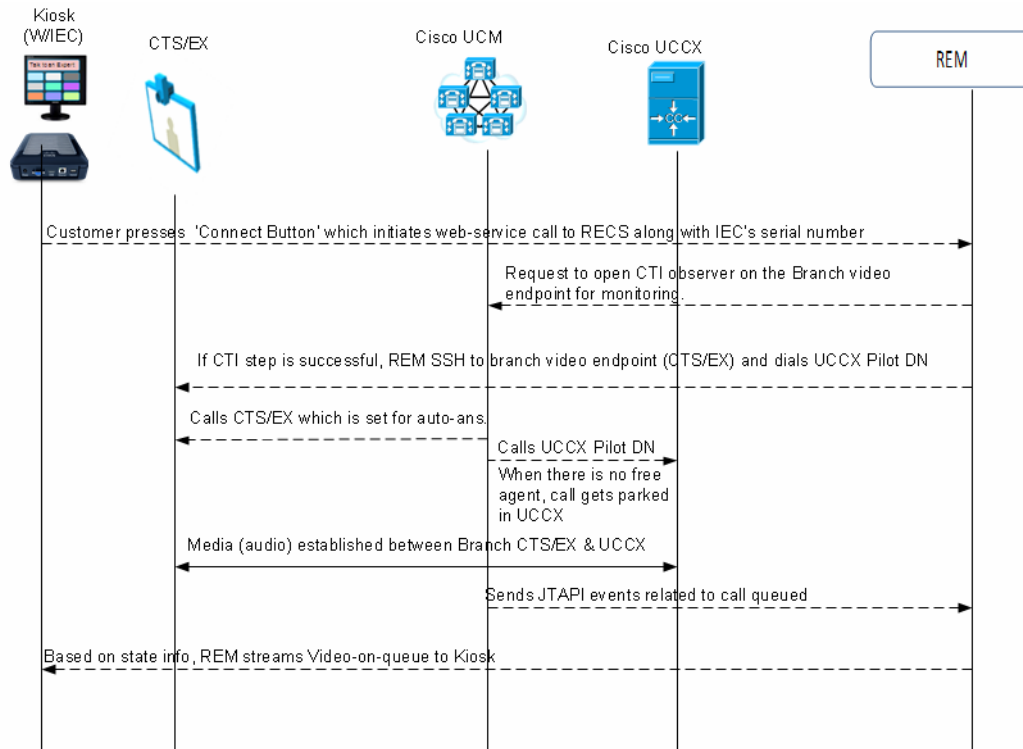 Kiosk
(W/IEC)
CTS/EX
Cisco UCM
Cisco UCCX
REM
CC
Customer presses 'Connect Button' which initiates web-service call to RECS along with IEC's serial number
Request to open CTI observer on the Branch video
endpoint for monitoring.
If CTI step is successful, REM SSH to branch video endpoint (CTS/EX) and dials UCCX Pilot DN
Calls CTS/EX which is set for auto-ans.
Calls UCCX Pilot DN
When there is no free
agent, call gets parked
in UCCX
Media (audio) established between Branch CTS/EX & UCCX
Sends JTAPI events related to call queued
Based on state info, REM streams Video-on-queue to Kiosk